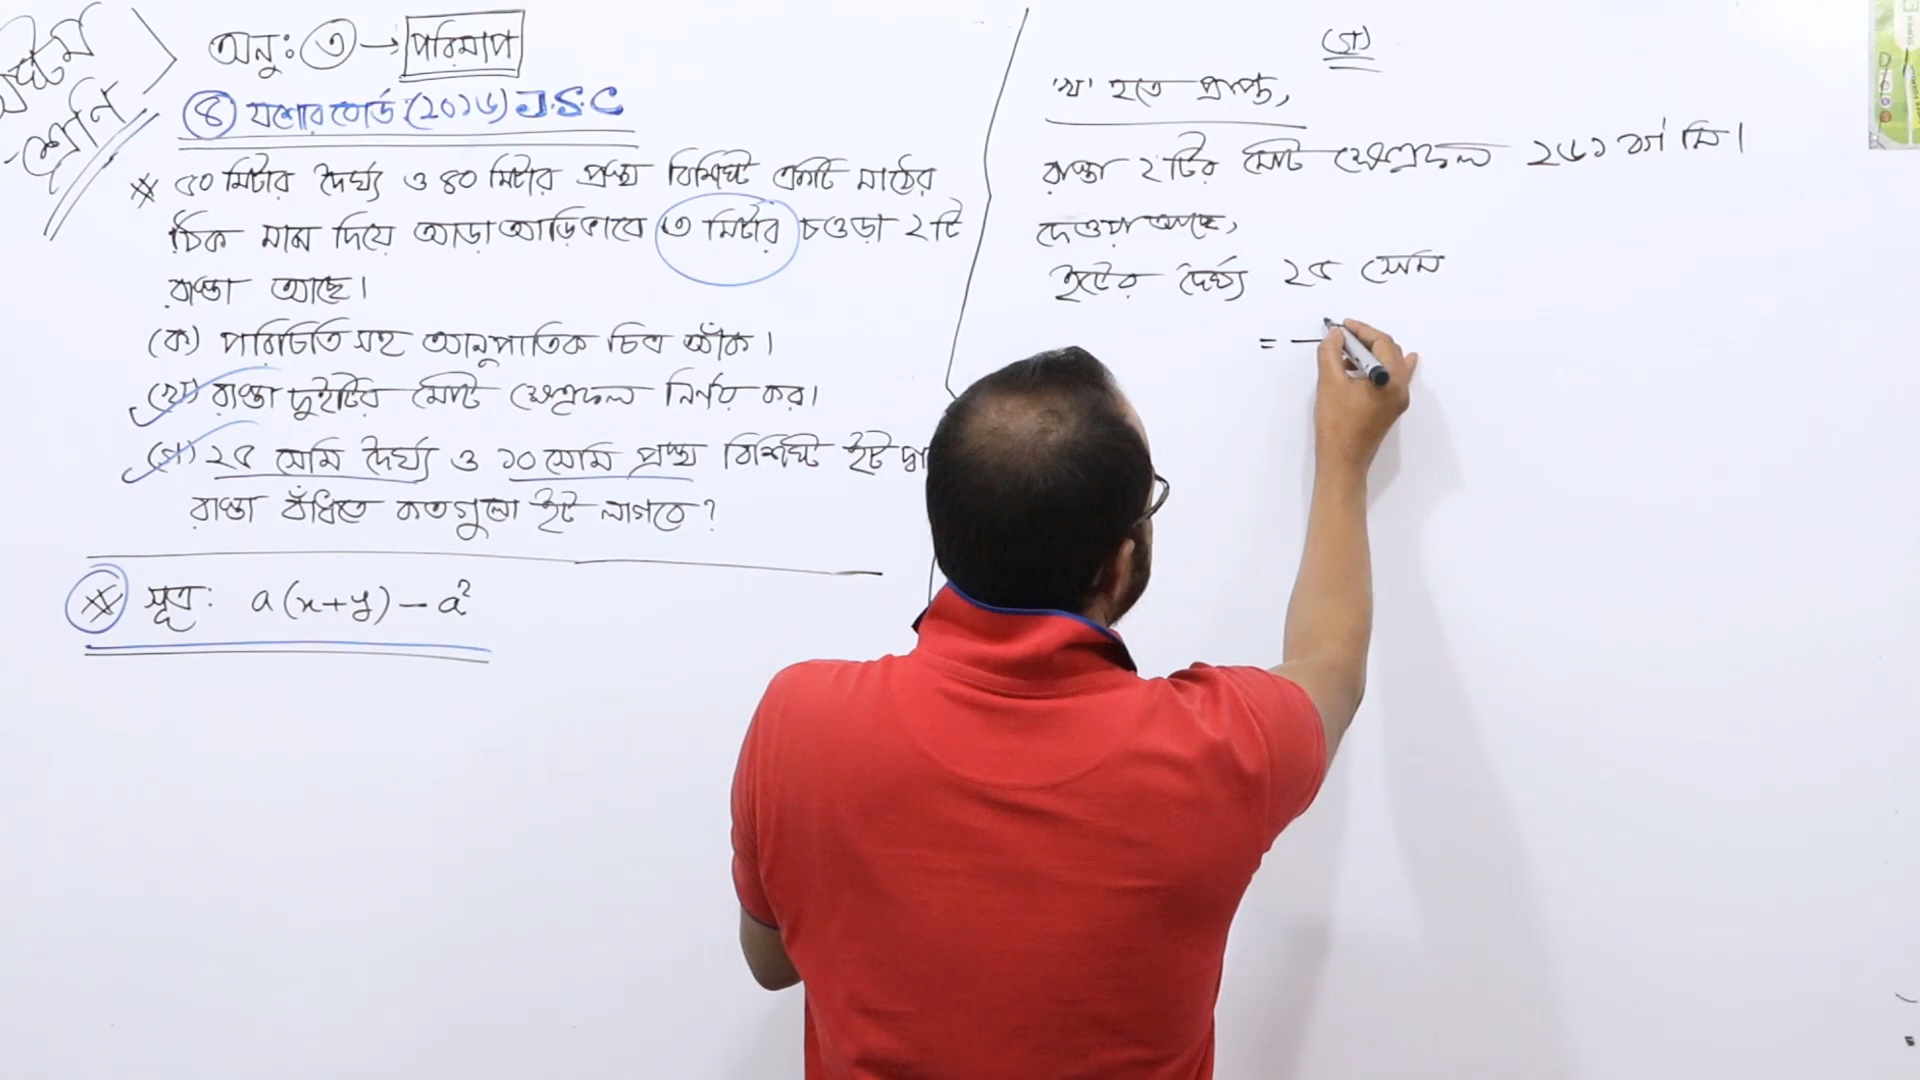 অষ্টম শ্রেণি
অনুঃ ৩ → পরিমাপ
৪ যশোর বোর্ড (২০১৬) J.S.C
* ৫০ মিটার দৈর্ঘ্য ও ৪০ মিটার প্রস্থ বিশিষ্ট একটি মাঠের
ঠিক মাঝ দিয়ে আড়াআড়িভাবে ৩ মিটার চওড়া ২টি
রাস্তা আছে।
(ক) পরিচিতি সহ আনুপাতিক চিত্র আঁক।
(খ) রাস্তা দুইটির মোট ক্ষেত্রফল নির্ণয় কর।
(গ) ২৫ সেমি দৈর্ঘ্য ও ১০ সেমি প্রস্থ বিশিষ্ট ইট দ্বা
রাস্তা বাঁধিতে কতগুলো ইট লাগবে?
* সূত্র: a(x+y) – a²
(গ)
'খ' হতে প্রাপ্ত,
রাস্তা ২টির মোট ক্ষেত্রফল ২৬১ বর্গ মি।
দেওয়া আছে,
ইটের দৈর্ঘ্য ২৫ সেমি
=